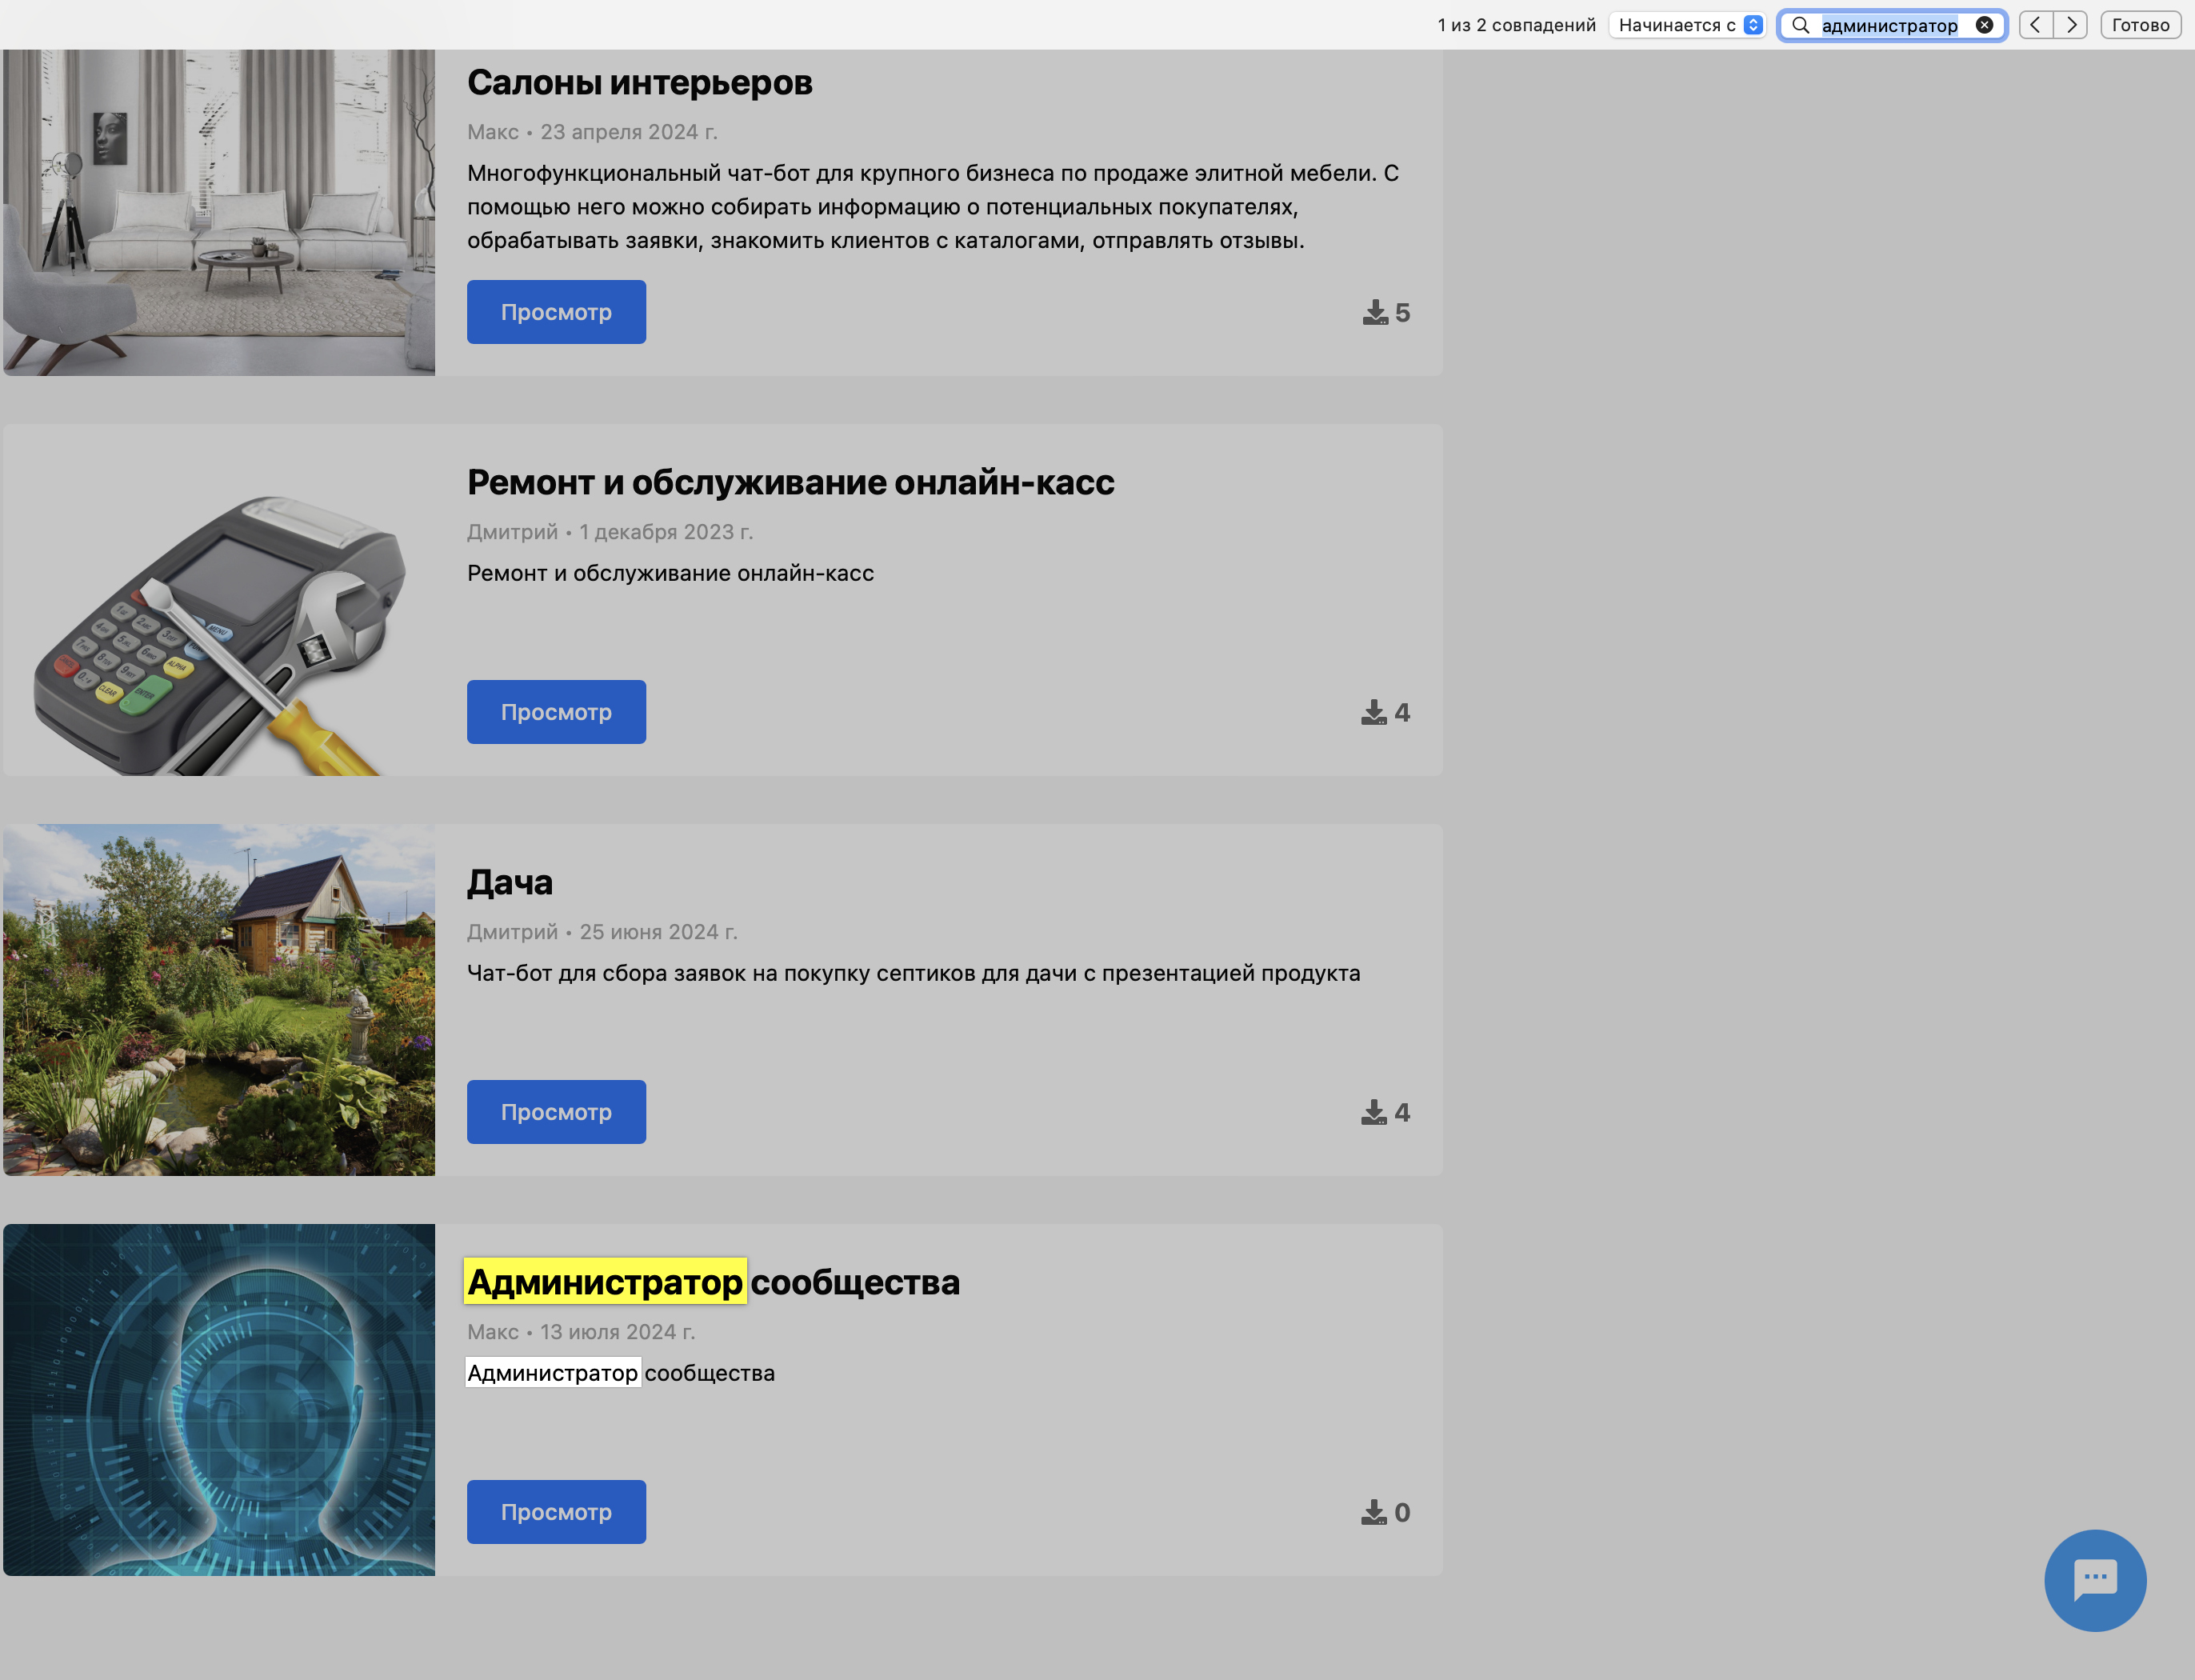 1 из 2 совпадений Начинается с администратор Готово
Салоны интерьеров
Макс • 23 апреля 2024 г.
Многофункциональный чат-бот для крупного бизнеса по продаже элитной мебели. С
помощью него можно собирать информацию о потенциальных покупателях,
обрабатывать заявки, знакомить клиентов с каталогами, отправлять отзывы.
Просмотр 5
Ремонт и обслуживание онлайн-касс
Дмитрий • 1 декабря 2023 г.
Ремонт и обслуживание онлайн-касс
Просмотр 4
Дача
Дмитрий • 25 июня 2024 г.
Чат-бот для сбора заявок на покупку септиков для дачи с презентацией продукта
Просмотр 4
Администратор сообщества
Макс • 13 июля 2024 г.
Администратор сообщества
Просмотр 0